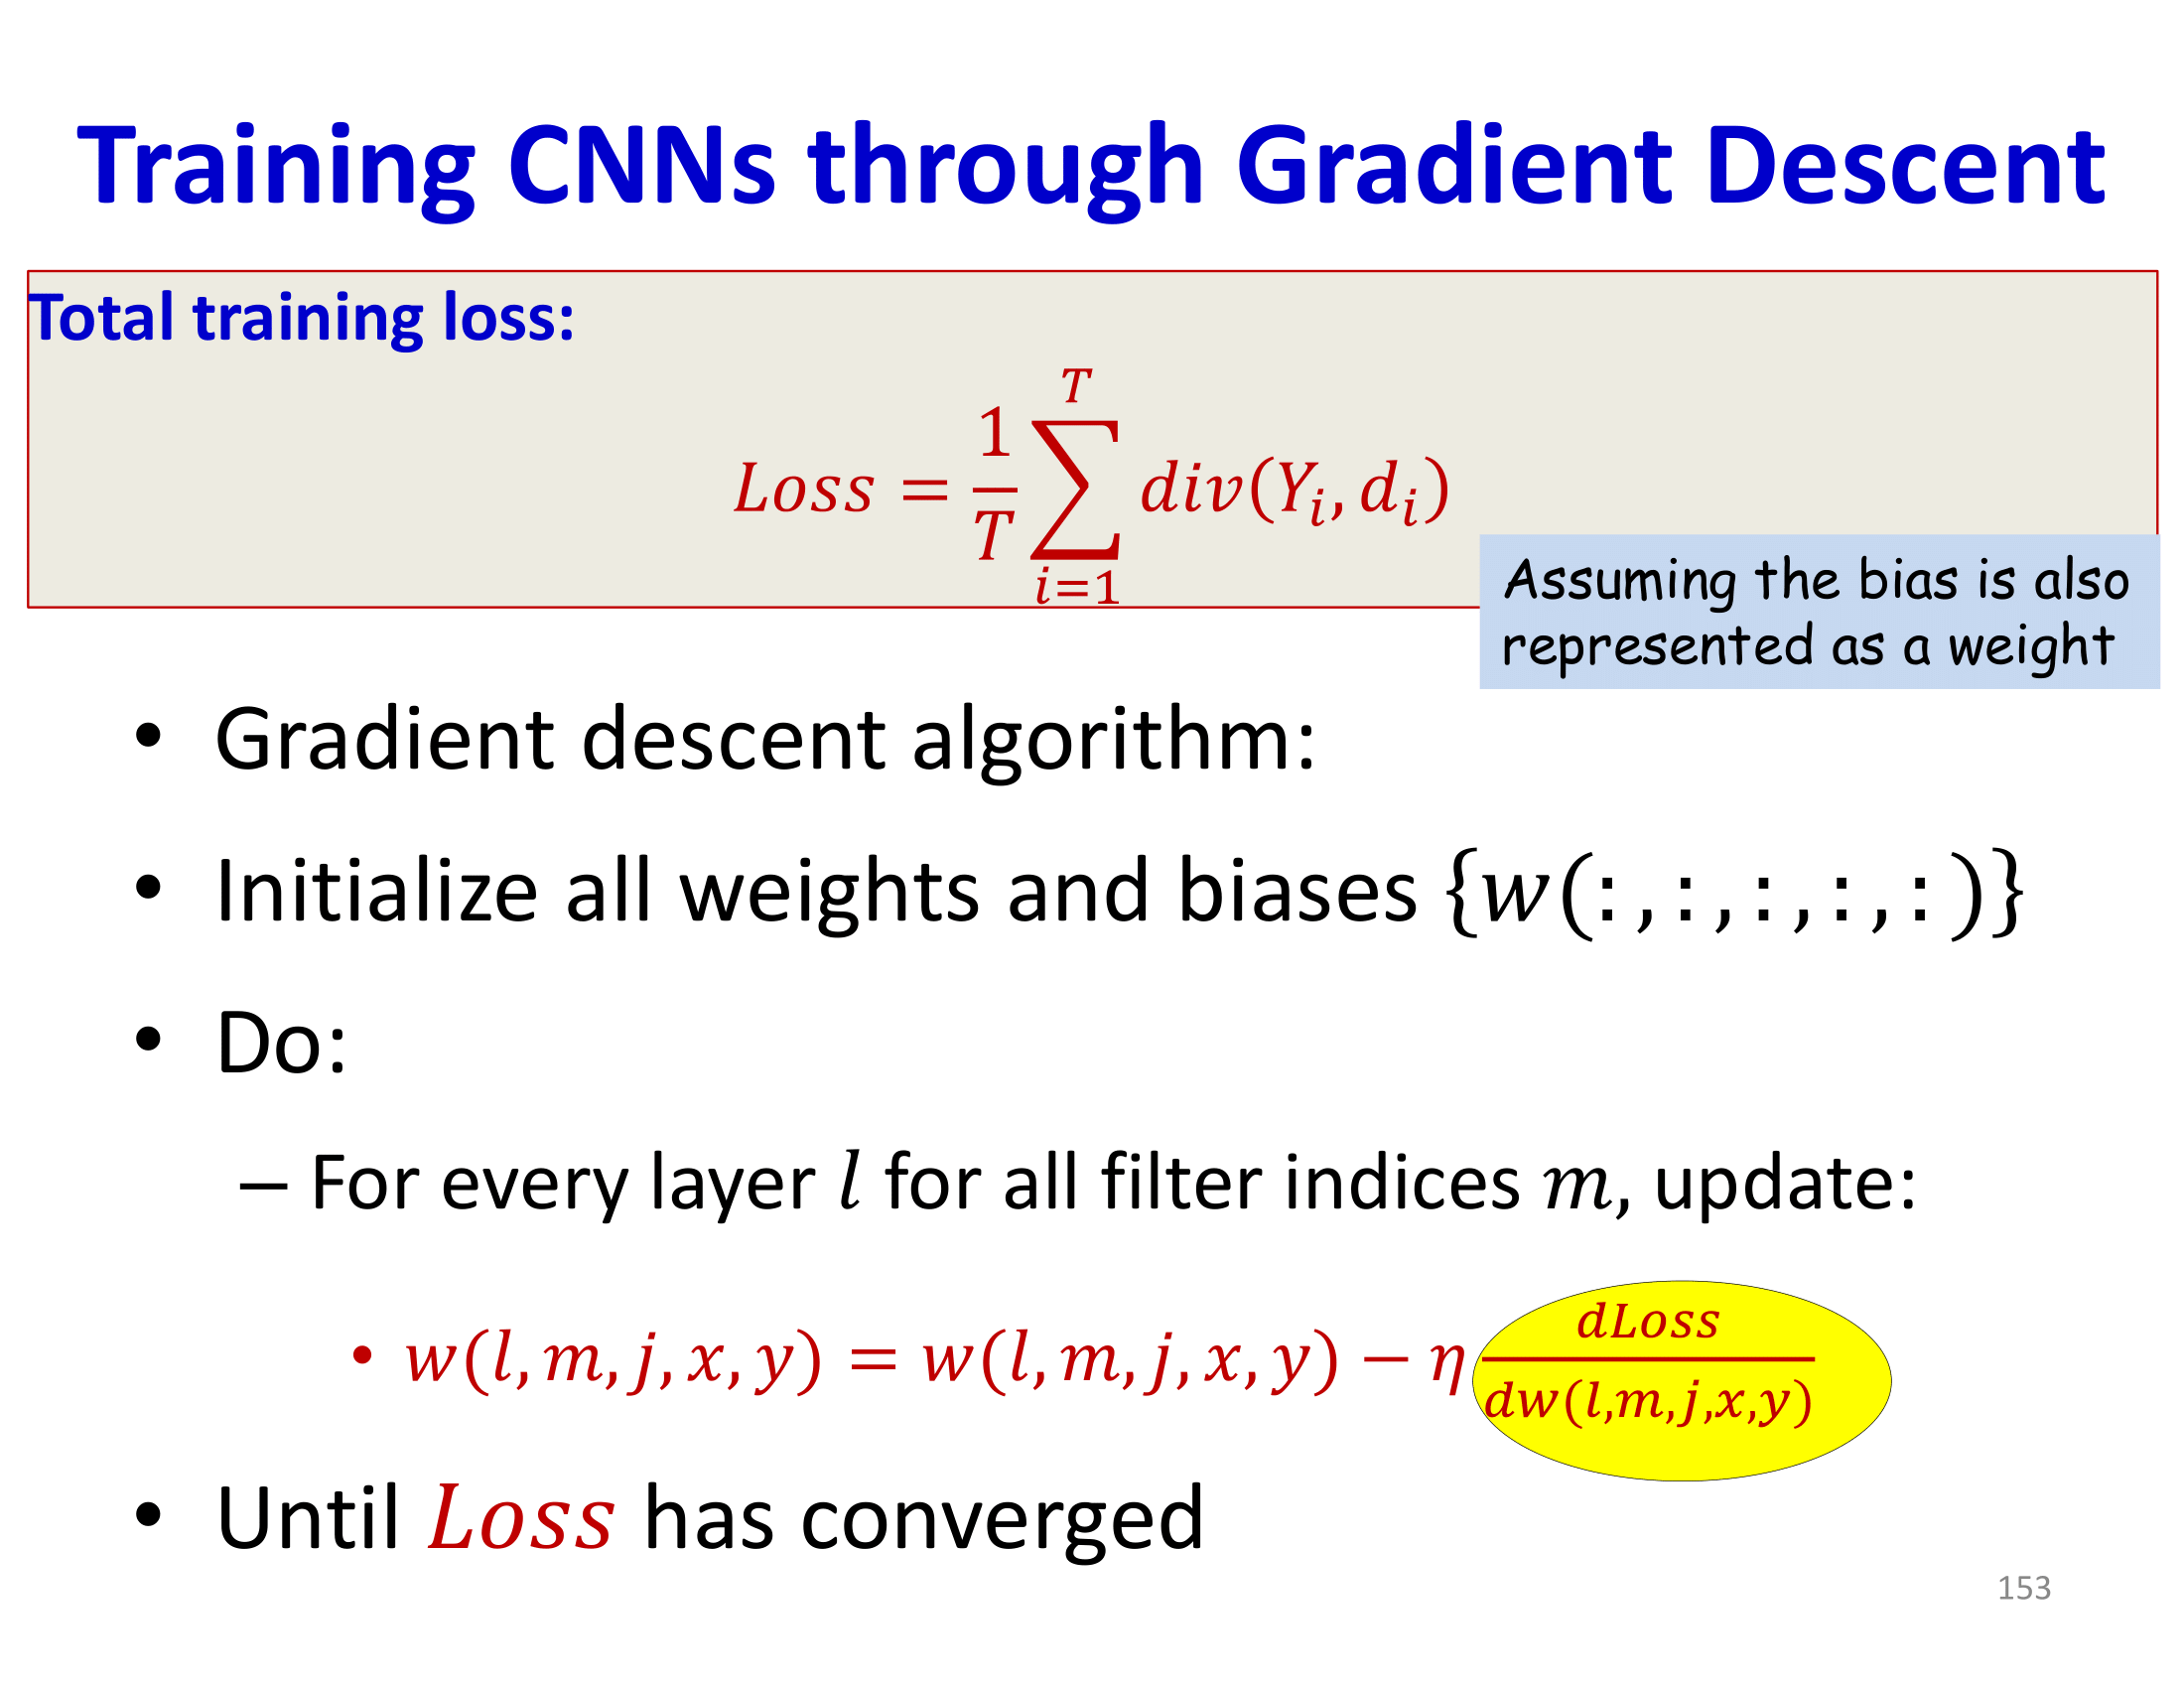 Training CNNs through Gradient Descent
Total training loss:
Loss = \frac{1}{T} \sum_{i=1}^{T} div(Y_i, d_i)
Assuming the bias is also
represented as a weight
• Gradient descent algorithm:
• Initialize all weights and biases {w(:,:,:,:,:)}
• Do:
– For every layer l for all filter indices m, update:
• w(l,m,j,x,y) = w(l,m,j,x,y) − η \frac{dLoss}{dw(l,m,j,x,y)}
• Until Loss has converged
153